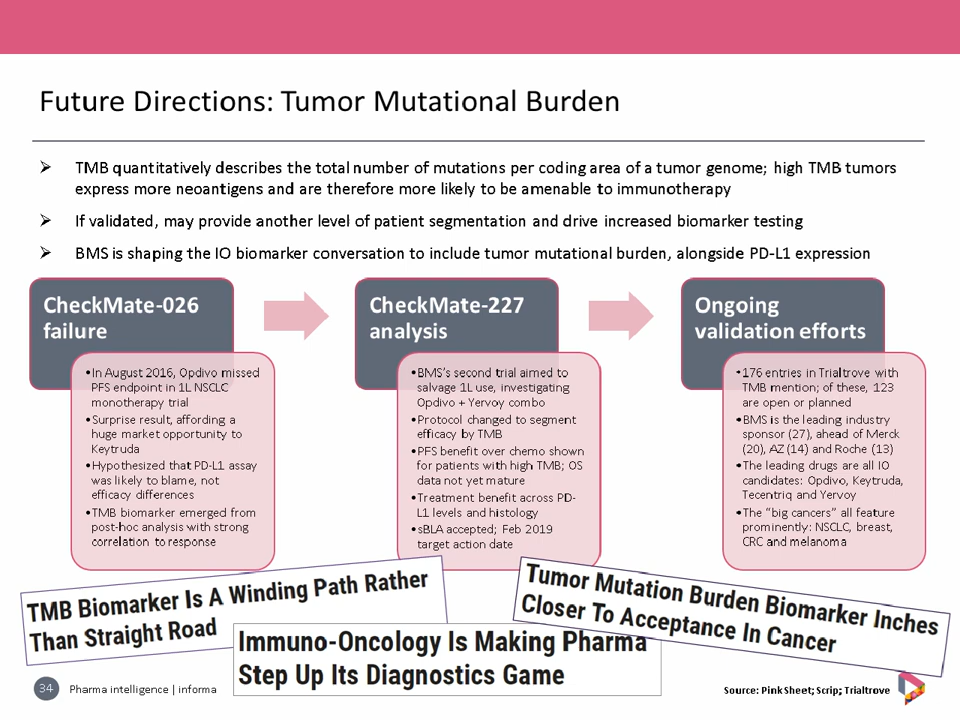 Future Directions: Tumor Mutational Burden
TMB quantitatively describes the total number of mutations per coding area of a tumor genome; high TMB tumors
express more neoantigens and are therefore more likely to be amenable to immunotherapy
If validated, may provide another level of patient segmentation and drive increased biomarker testing
BMS is shaping the IO biomarker conversation to include tumor mutational burden, alongside PD-L1 expression
CheckMate-026
failure
•In August 2016, Opdivo missed
PFS endpoint in 1L NSCLC
monotherapy trial
•Surprise result, affording a
huge market opportunity to
Keytruda
•Hypothesized that PD-L1 assay
was likely to blame, not
efficacy differences
•TMB biomarker emerged from
post-hoc analysis with strong
correlation to response
CheckMate-227
analysis
•BMS's second trial aimed to
salvage 1L use, investigating
Opdivo + Yervoy combo
•Protocol changed to segment
efficacy by TMB
•PFS benefit over chemo shown
for patients with high TMB; OS
data not yet mature
•Treatment benefit across PD-
L1 levels and histology
•sBLA accepted; Feb 2019
target action date
Ongoing
validation efforts
•176 entries in Trialtrove with
TMB mention; of these, 123
are open or planned
•BMS is the leading industry
sponsor (27), ahead of Merck
(20), AZ (14) and Roche (13)
•The leading drugs are all IO
candidates: Opdivo, Keytruda,
Tecentriq and Yervoy
•The “big cancers” all feature
prominently: NSCLC, breast,
CRC and melanoma
TMB Biomarker Is A Winding Path Rather
Than Straight Road
Immuno-Oncology Is Making Pharma
Step Up Its Diagnostics Game
Tumor Mutation Burden Biomarker Inches
Closer To Acceptance In Cancer
34 Pharma intelligence | informa
Source: Pink Sheet; Scrip; Trialtrove